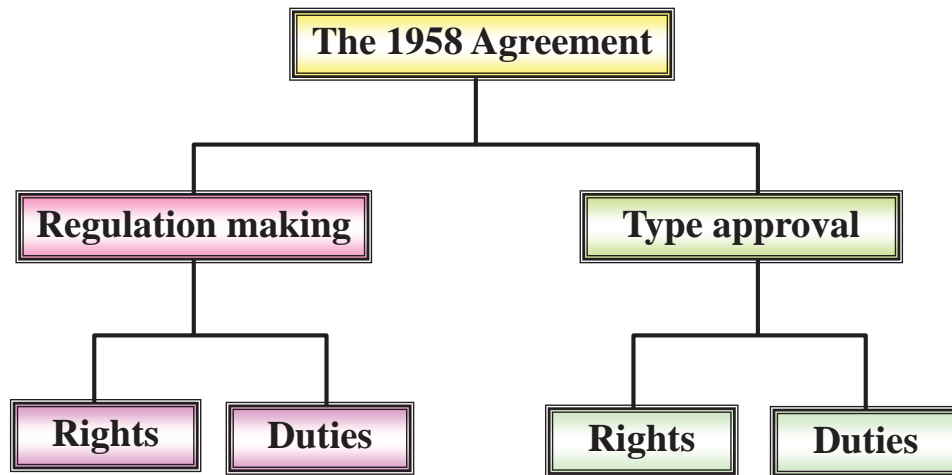 The 1958 Agreement
Regulation making
Type approval
Rights
Duties
Rights
Duties